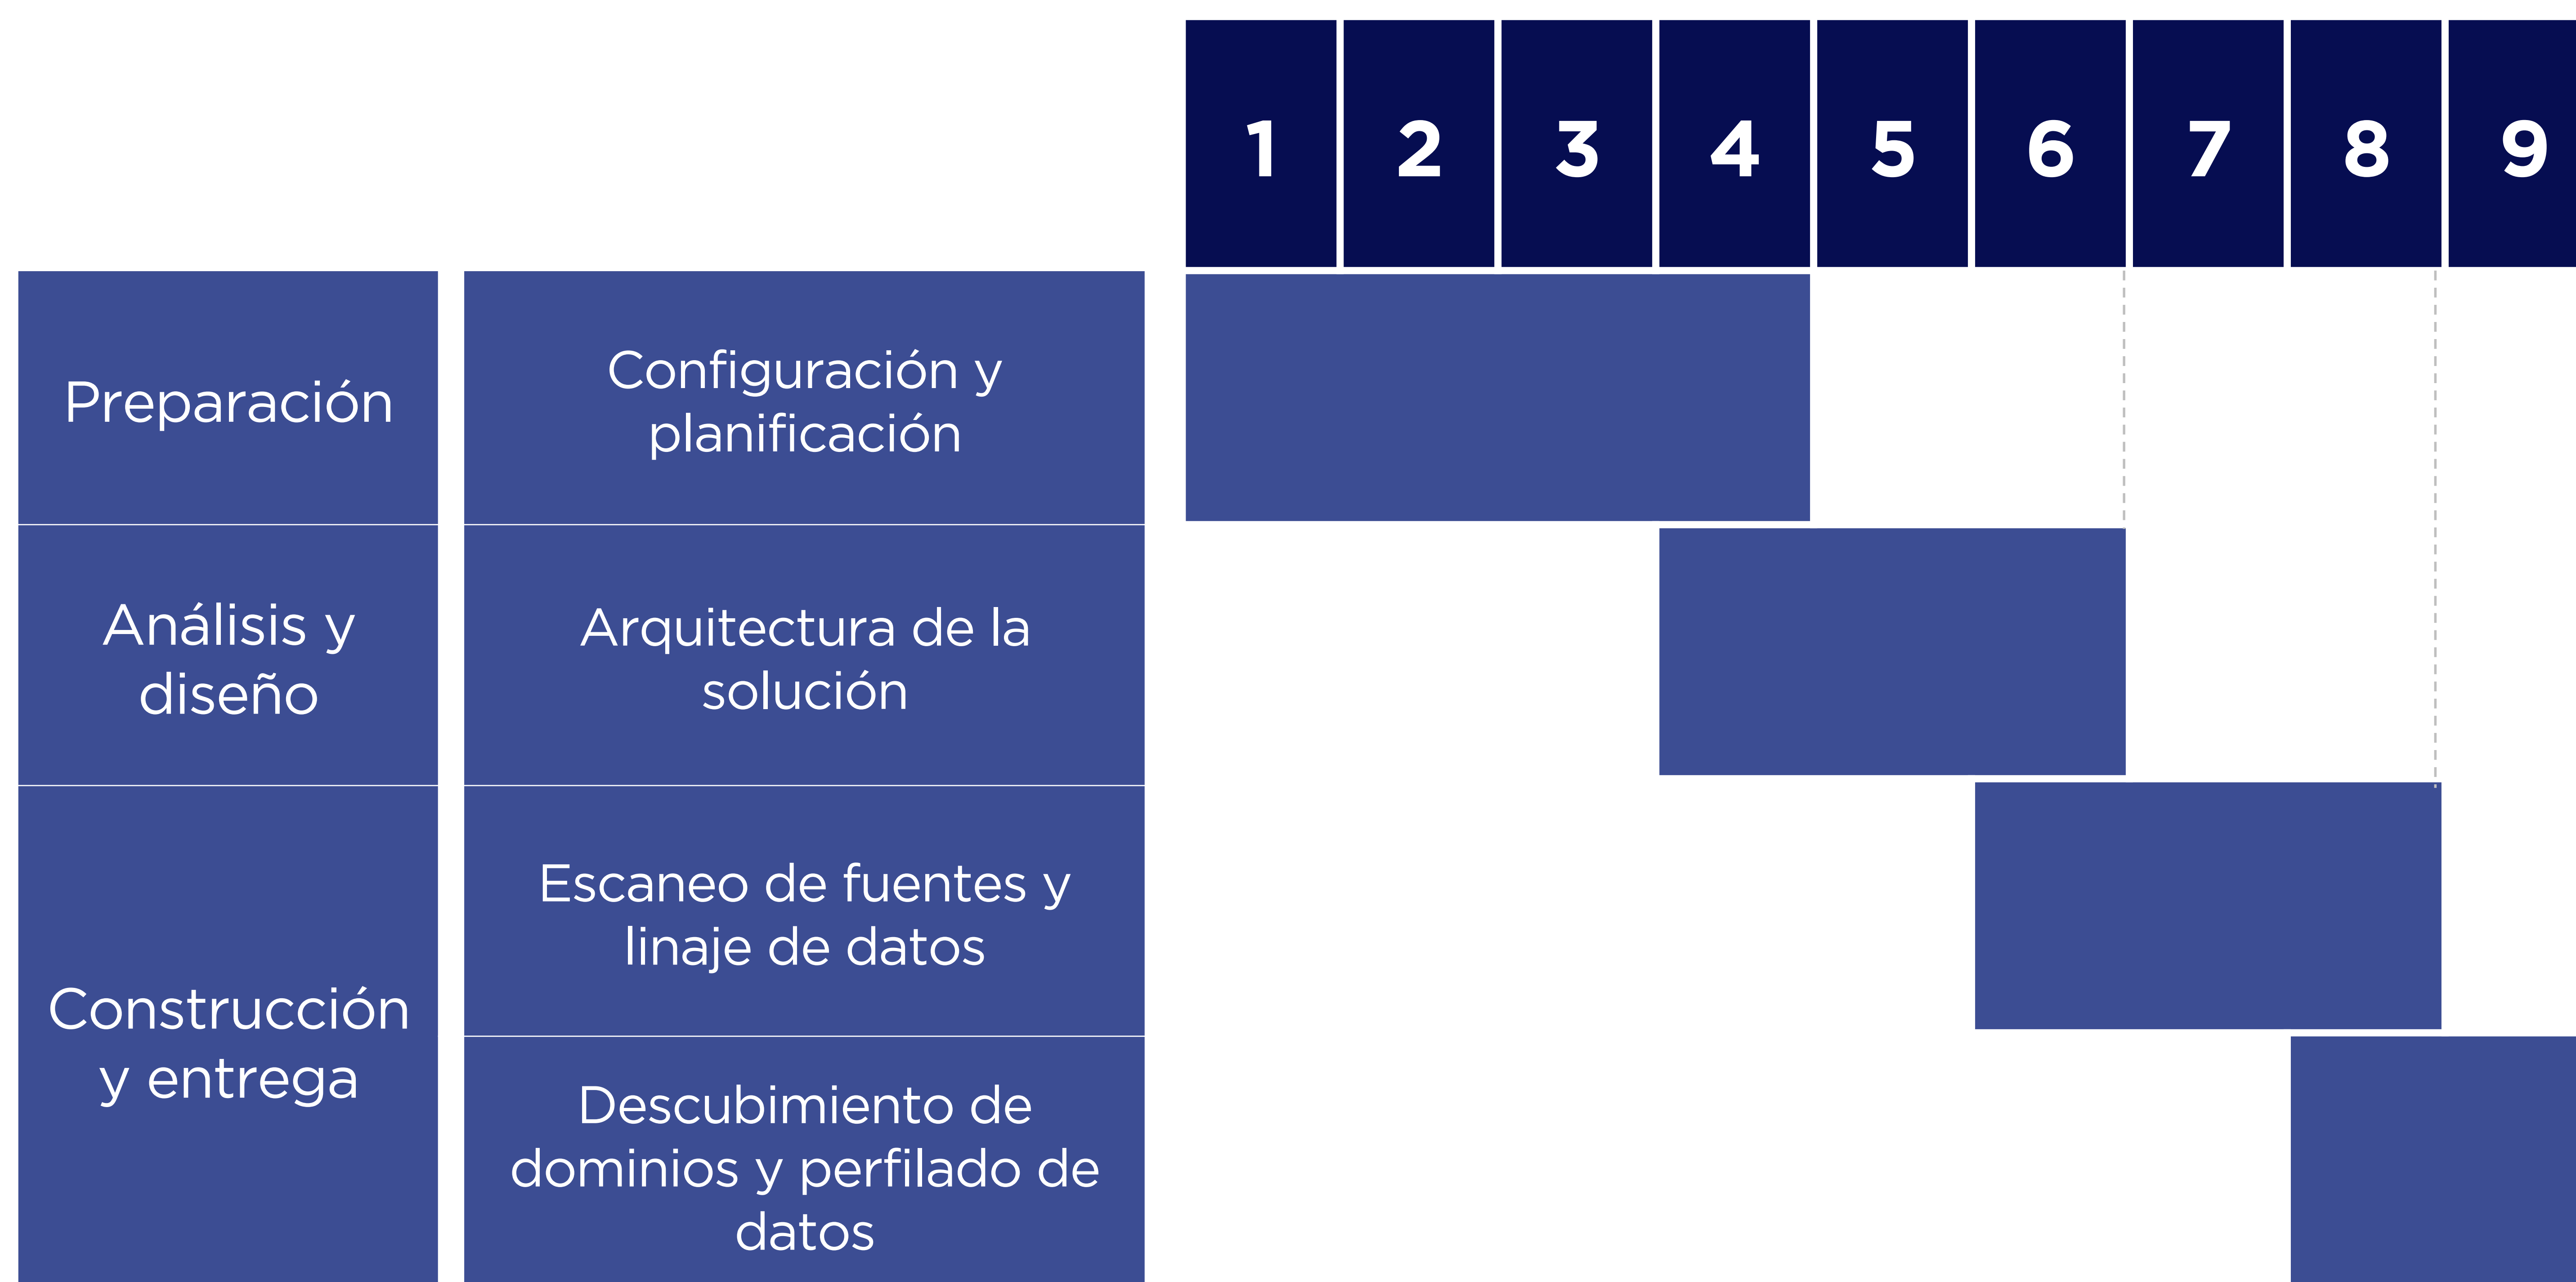 1 2 3 4 5 6 7 8 9
Preparación
Configuración y
planificación
Análisis y
diseño
Arquitectura de la
solución
Construcción
y entrega
Escaneo de fuentes y
linaje de datos
Descubimiento de
dominios y perfilado de
datos